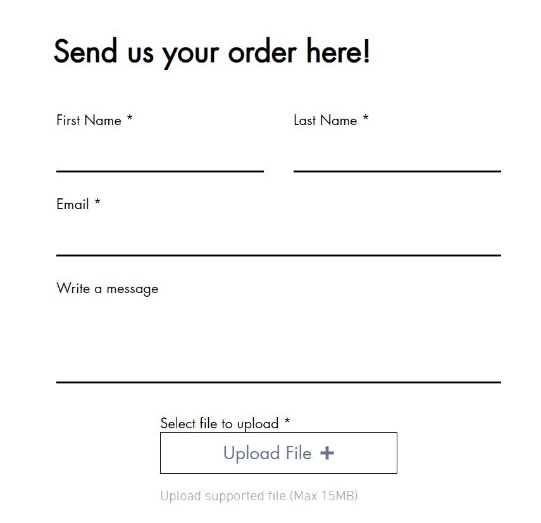 Send us your order here!
First Name * Last Name *
Email *
Write a message
Select file to upload *
Upload File +
Upload supported file (Max 15MB)